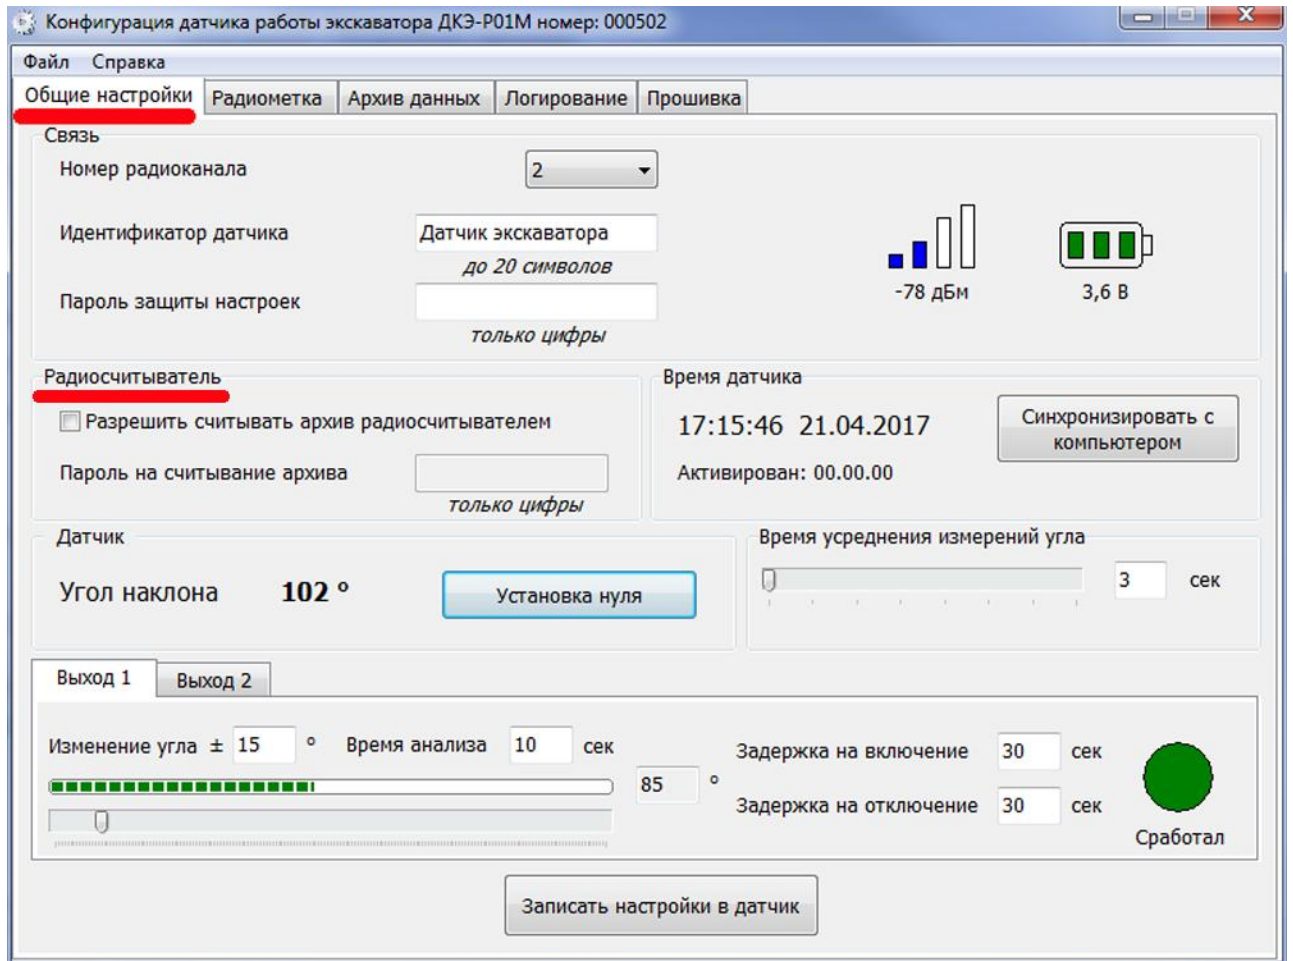 Конфигурация датчика работы экскаватора ДКЭ-Р01М номер: 000502
Файл Справка
Общие настройки Радиометка Архив данных Логирование Прошивка
Связь
Номер радиоканала 2
Идентификатор датчика Датчик экскаватора
до 20 символов
-78 дБм 3,6 В
Пароль защиты настроек
только цифры
Радиосчитыватель
Разрешить считывать архив радиосчитывателем
Пароль на считывание архива
только цифры
Время датчика
17:15:46 21.04.2017
Синхронизировать с
компьютером
Активирован: 00.00.00
Датчик
Угол наклона 102 ° Установка нуля
Время усреднения измерений угла
3 сек
Выход 1 Выход 2
Изменение угла ± 15 ° Время анализа 10 сек
85 °
Задержка на включение 30 сек
Задержка на отключение 30 сек
Сработал
Записать настройки в датчик